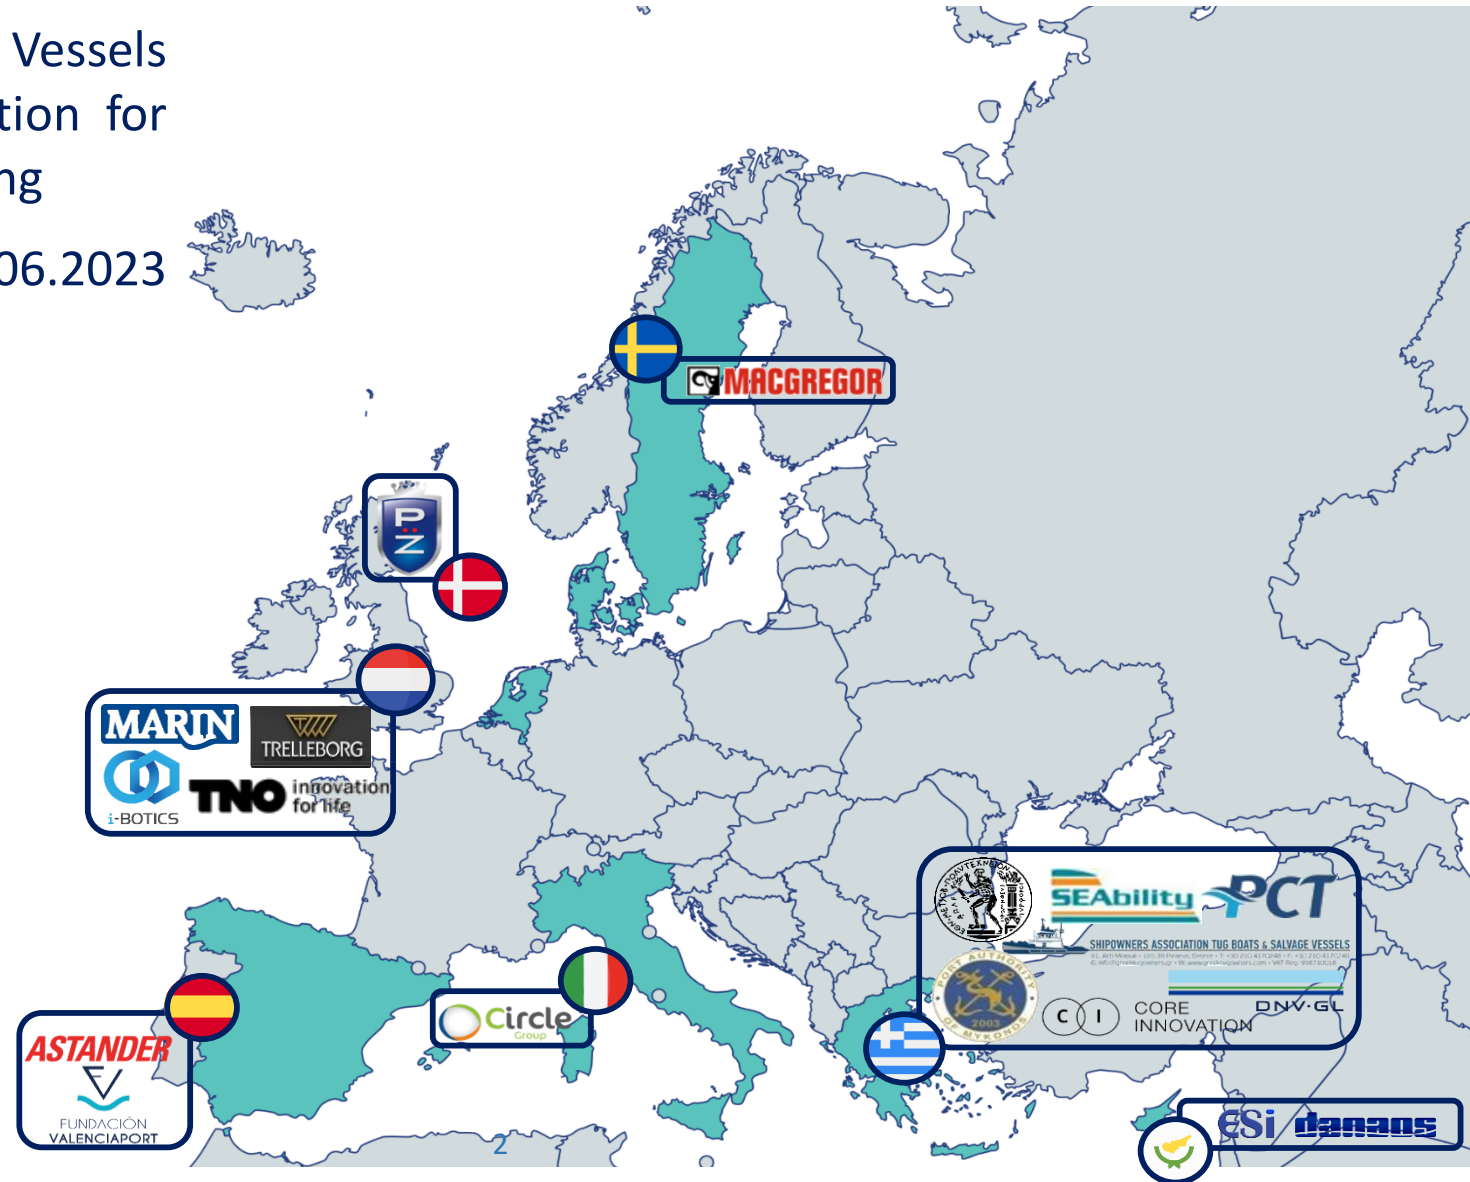 Vessels
tion for
ng
06.2023
MACGREGOR
P
Z
MARIN
TRELLEBORG
i-BOTICS
TNO innovation
for life
SEAbility
PCT
SHIPOWNERS ASSOCIATION TUG BOATS & SALVAGE VESSELS
PORT AUTHORITY
OF MYKONOS
2003
CI
CORE
INNOVATION
DNV·GL
Circle
Group
ASTANDER
FUNDACIÓN
VALENCIAPORT
ESi danaos
2